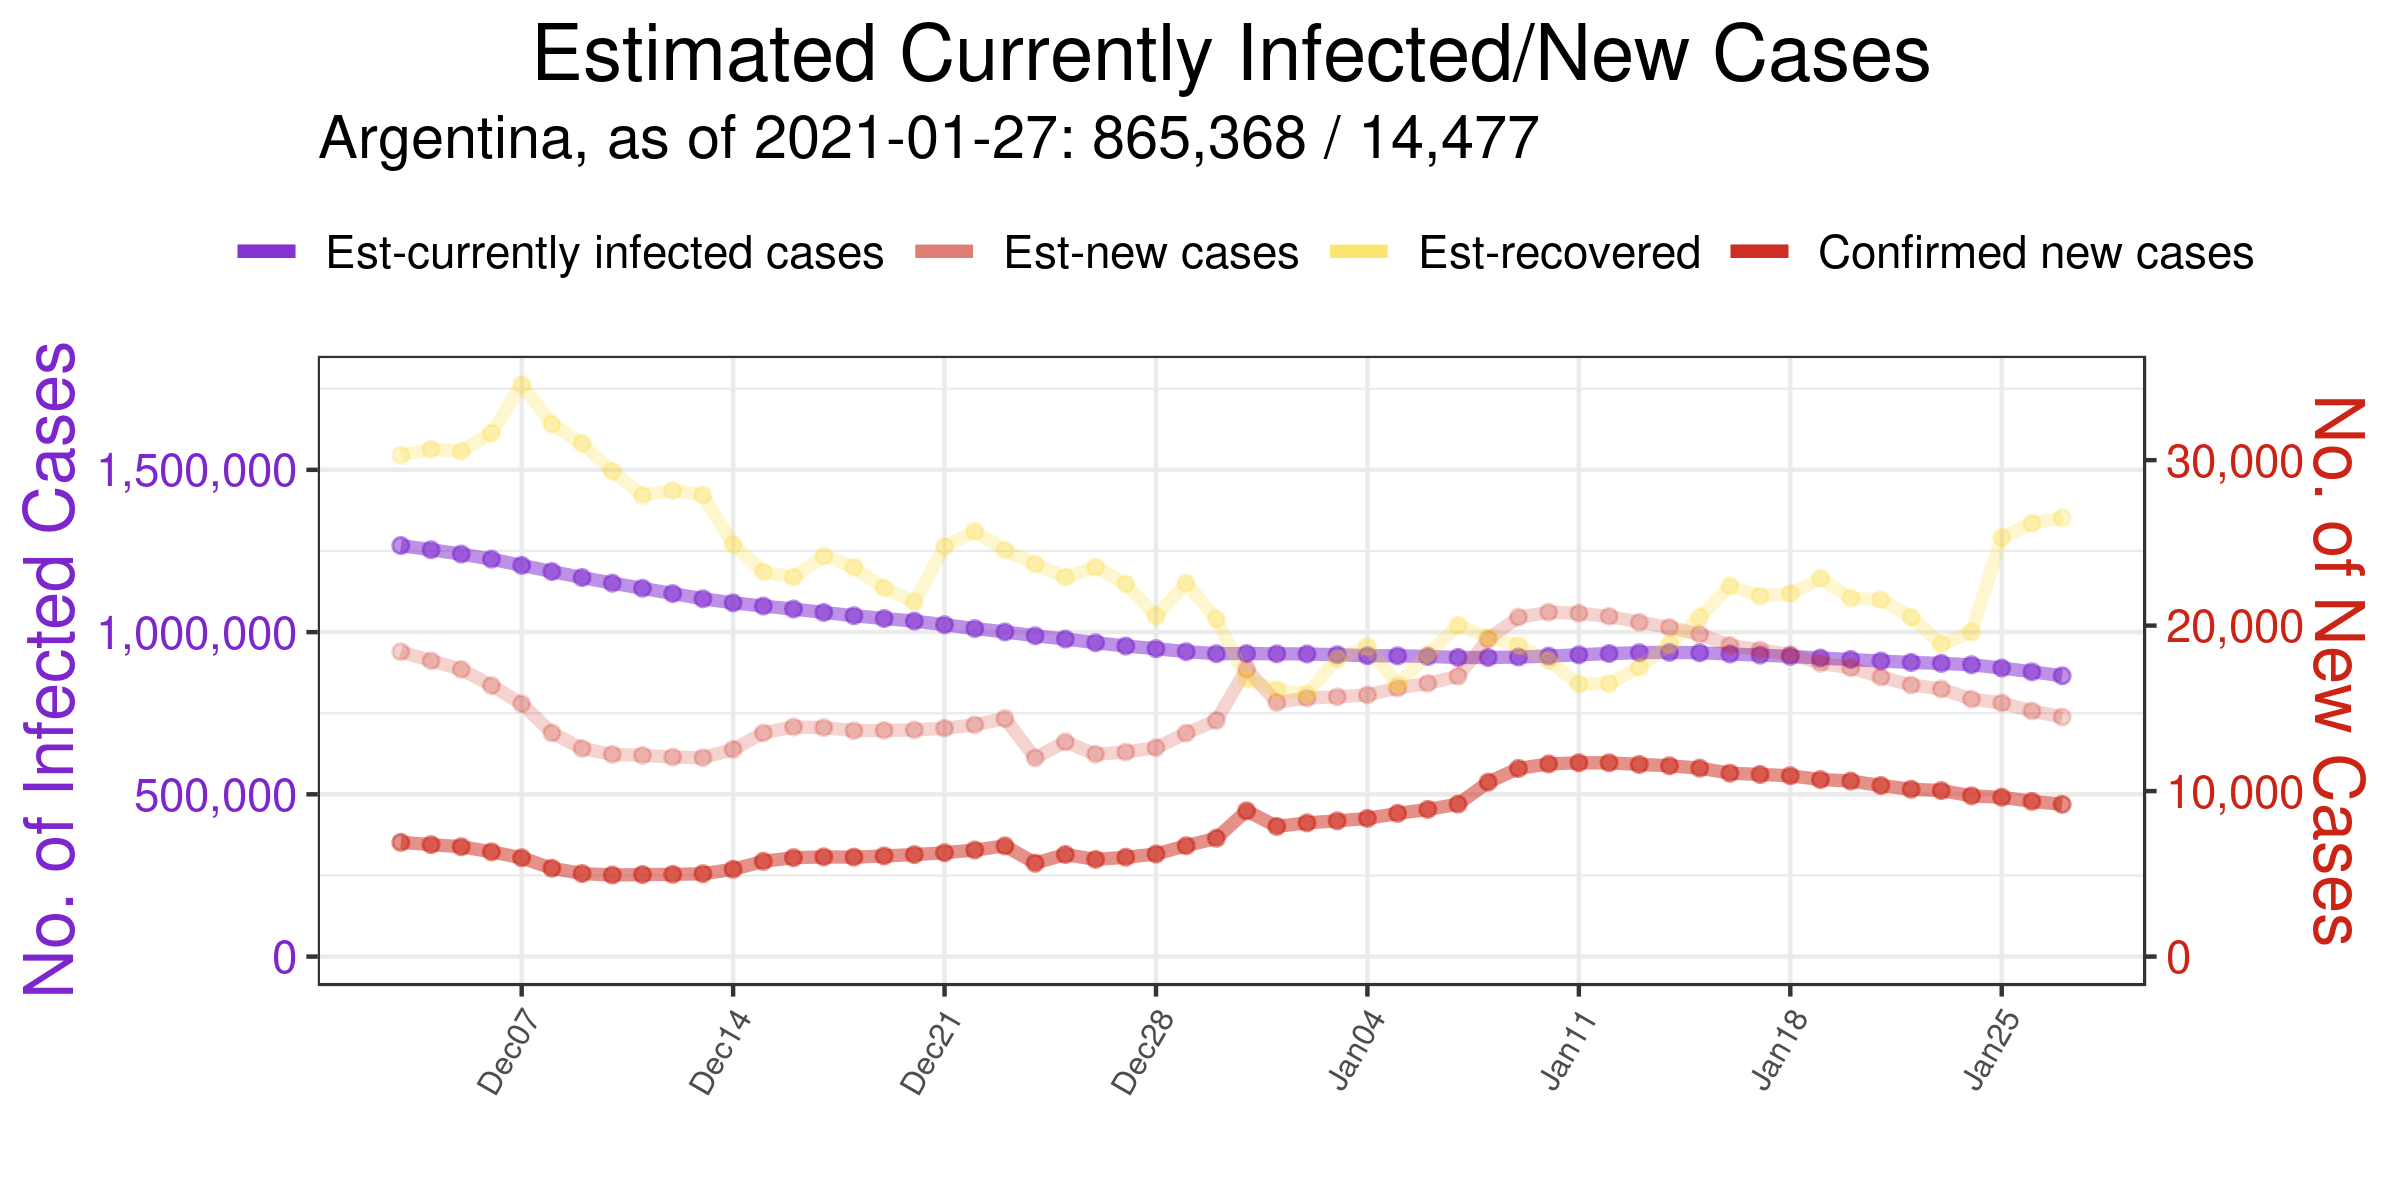 Estimated Currently Infected/New Cases
Argentina, as of 2021-01-27: 865,368 / 14,477
Est-currently infected cases Est-new cases Est-recovered Confirmed new cases
No. of Infected Cases
1,500,000
1,000,000
500,000
0
30,000
20,000
10,000
0
No. of New Cases
Dec07 Dec14 Dec21 Dec28 Jan04 Jan11 Jan18 Jan25